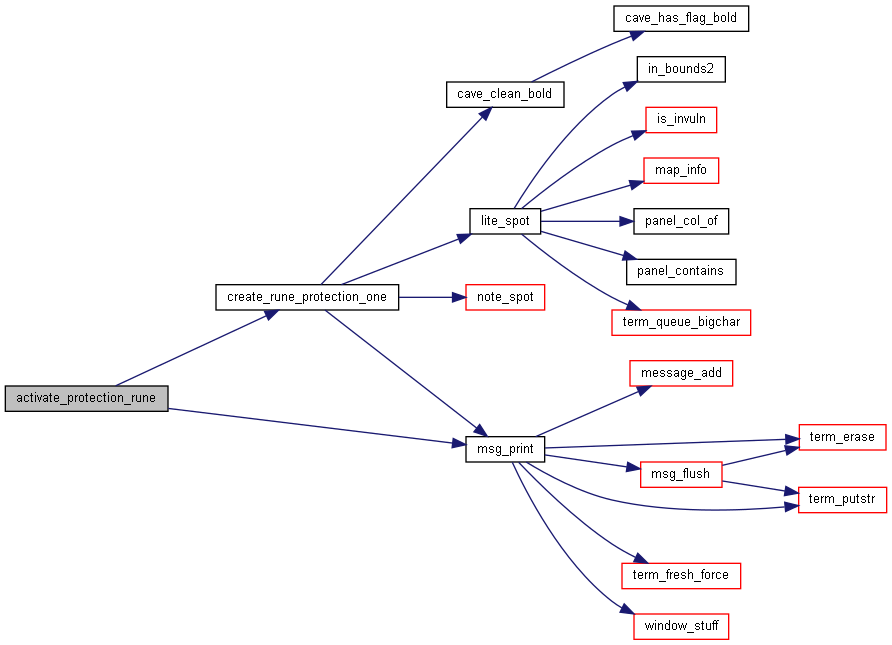 cave_has_flag_bold
in_bounds2
cave_clean_bold
is_invuln
map_info
lite_spot
panel_col_of
panel_contains
create_rune_protection_one
note_spot
term_queue_bigchar
message_add
activate_protection_rune
term_erase
msg_print
msg_flush
term_putstr
term_fresh_force
window_stuff